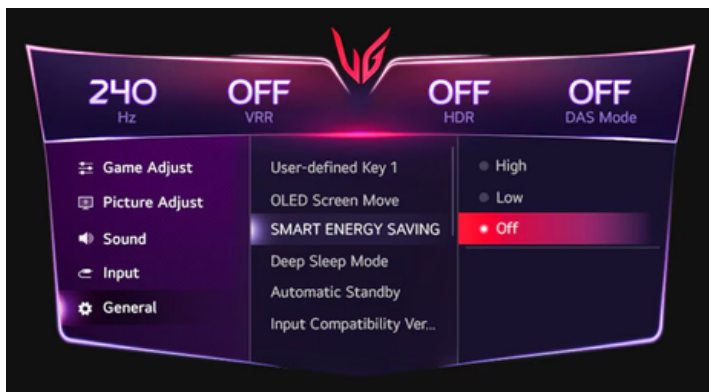 240
Hz
OFF
VRR
OFF
HDR
OFF
DAS Mode
Game Adjust
Picture Adjust
Sound
Input
General
User-defined Key 1
OLED Screen Move
SMART ENERGY SAVING
Deep Sleep Mode
Automatic Standby
Input Compatibility Ver...
High
Low
Off